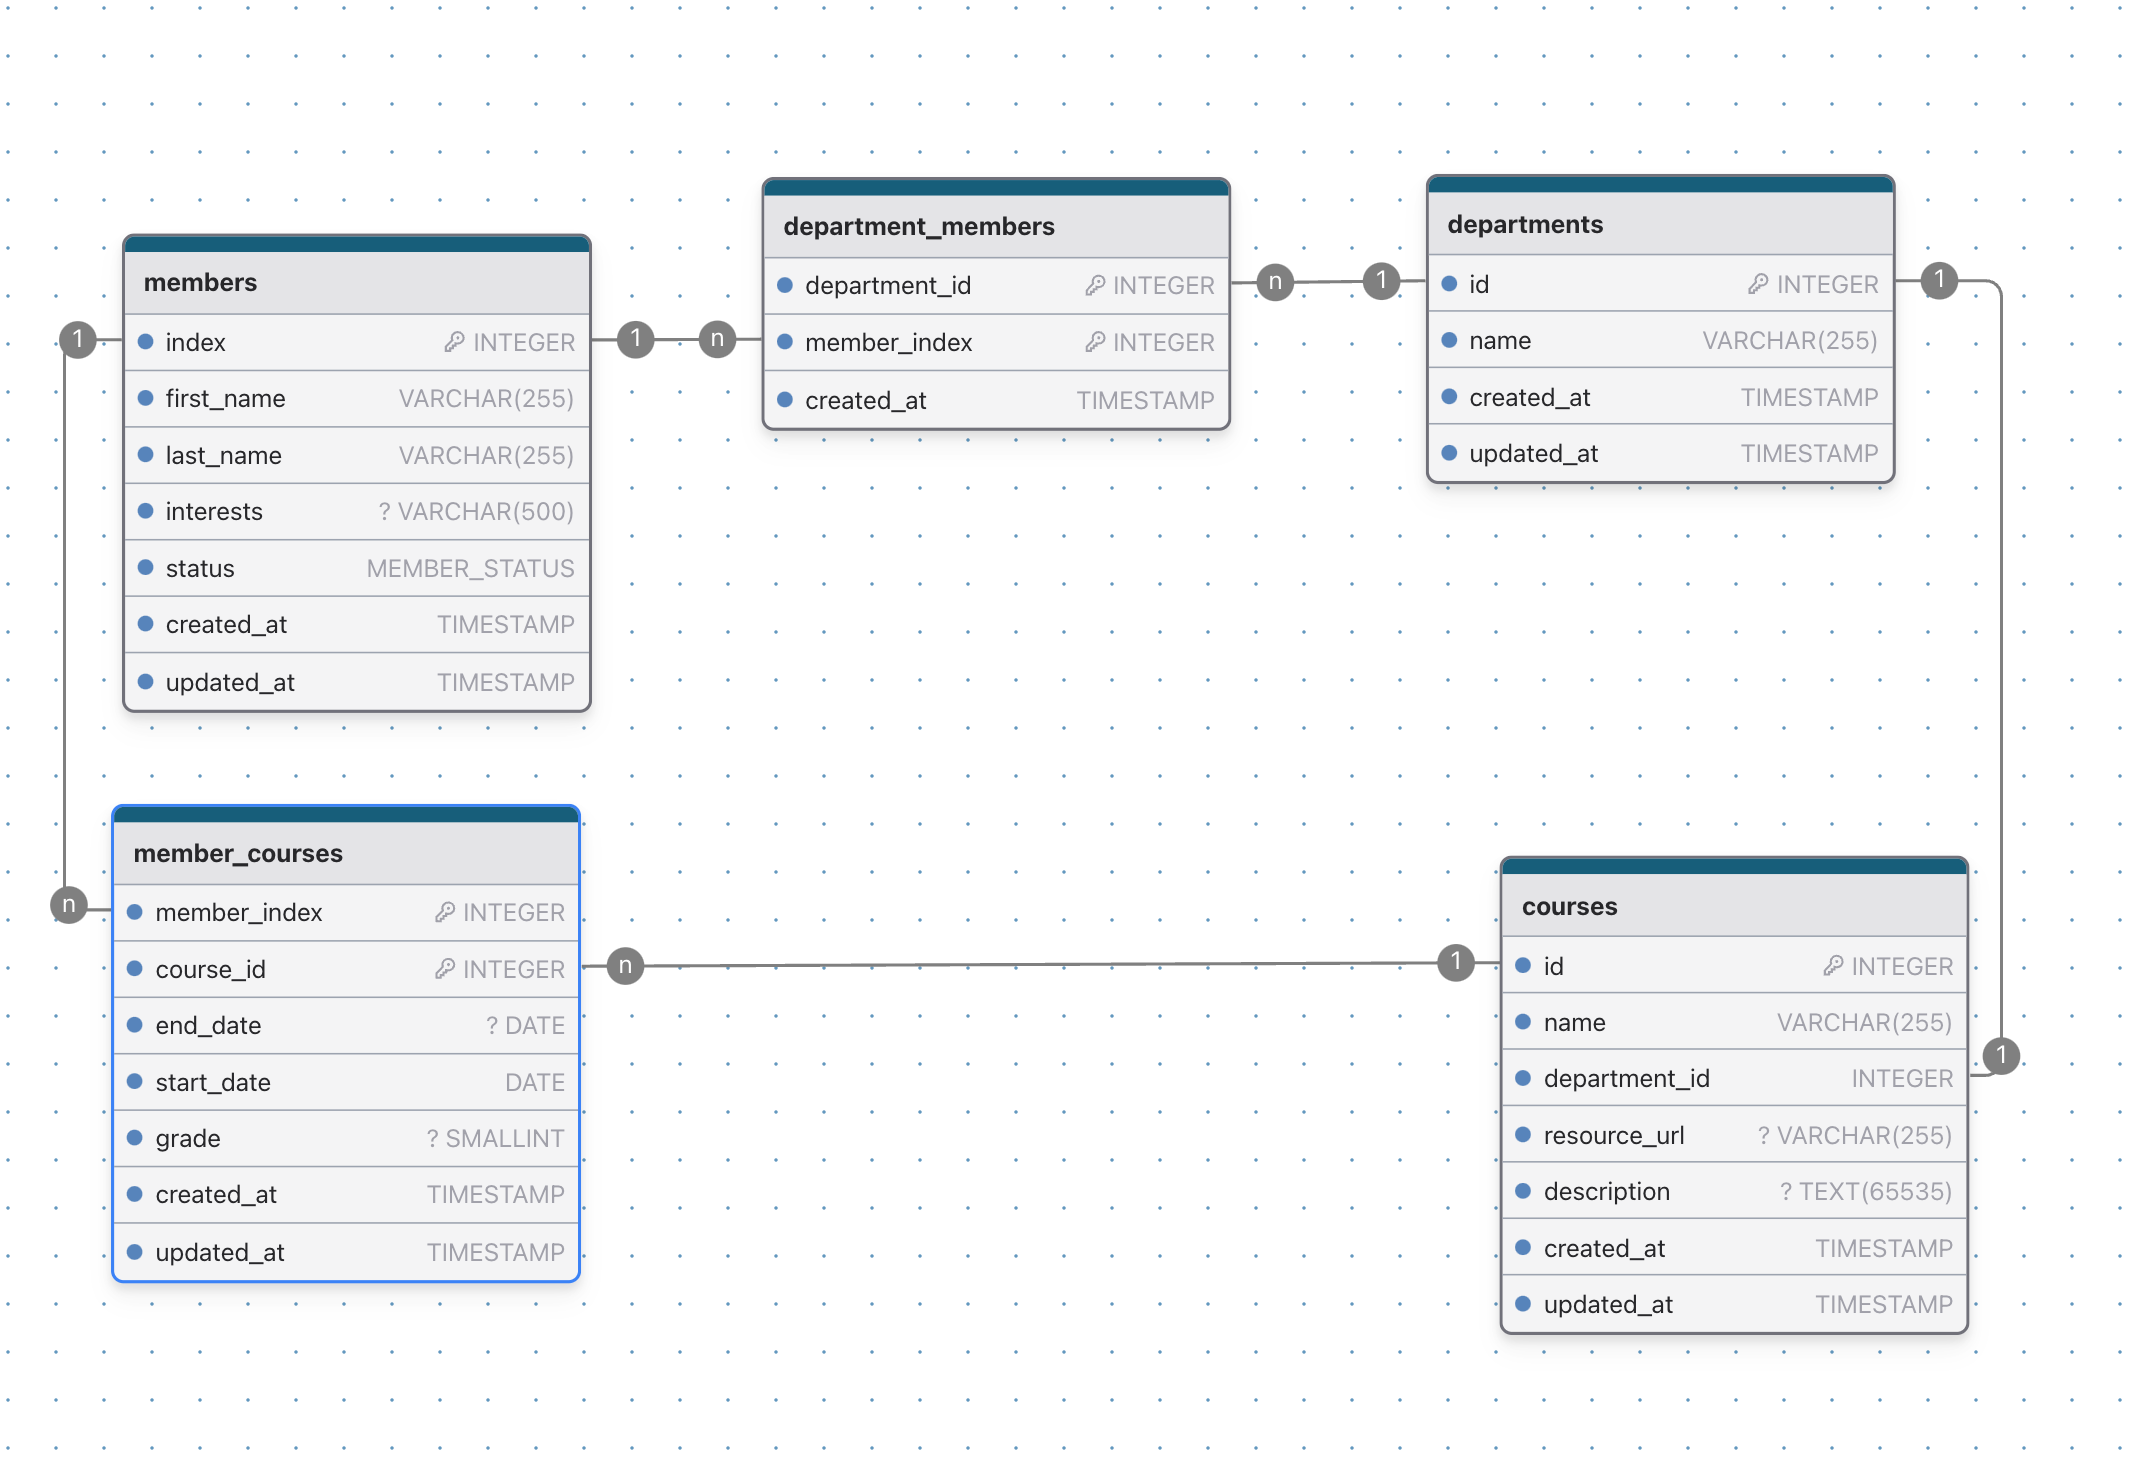 members
index INTEGER
first_name VARCHAR(255)
last_name VARCHAR(255)
interests ? VARCHAR(500)
status MEMBER_STATUS
created_at TIMESTAMP
updated_at TIMESTAMP
1
1
n
department_members
department_id INTEGER
member_index INTEGER
created_at TIMESTAMP
n
1
departments
id INTEGER
name VARCHAR(255)
created_at TIMESTAMP
updated_at TIMESTAMP
1
n
member_courses
member_index INTEGER
course_id INTEGER
end_date ? DATE
start_date DATE
grade ? SMALLINT
created_at TIMESTAMP
updated_at TIMESTAMP
n
1
courses
id INTEGER
name VARCHAR(255)
department_id INTEGER
resource_url ? VARCHAR(255)
description ? TEXT(65535)
created_at TIMESTAMP
updated_at TIMESTAMP
1